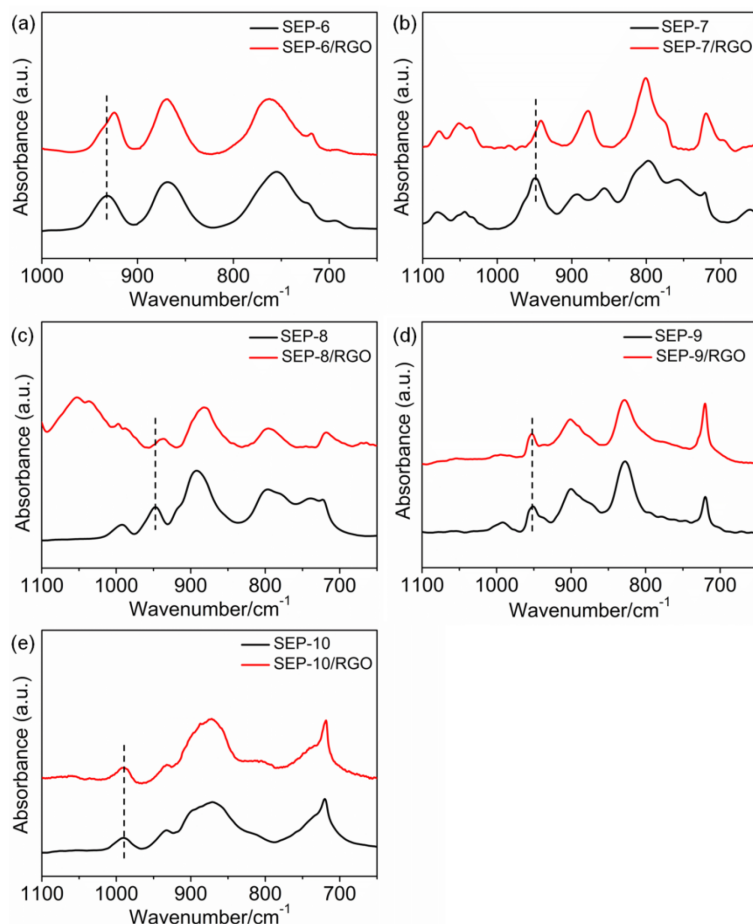 (a)
SEP-6
SEP-6/RGO
Absorbance (a.u.)
1000 900 800 700
Wavenumber/cm-1
(b)
SEP-7
SEP-7/RGO
Absorbance (a.u.)
1100 1000 900 800 700
Wavenumber/cm-1
(c)
SEP-8
SEP-8/RGO
Absorbance (a.u.)
1100 1000 900 800 700
Wavenumber/cm-1
(d)
SEP-9
SEP-9/RGO
Absorbance (a.u.)
1100 1000 900 800 700
Wavenumber/cm-1
(e)
SEP-10
SEP-10/RGO
Absorbance (a.u.)
1100 1000 900 800 700
Wavenumber/cm-1